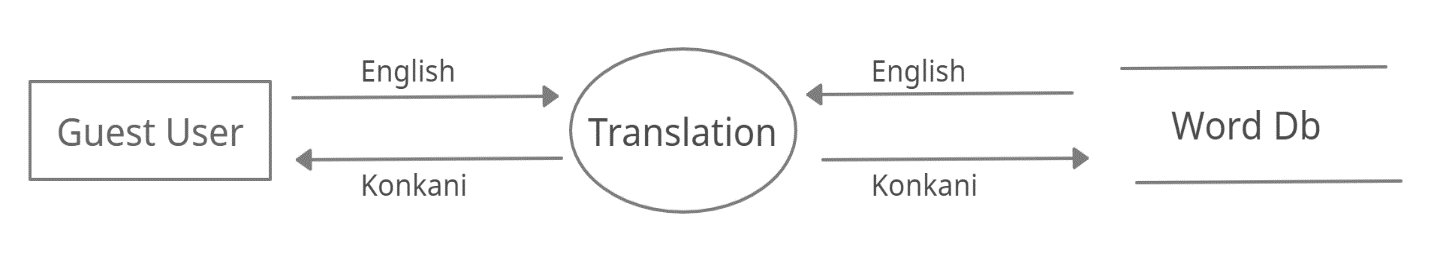 Guest User
English
Konkani
Translation
English
Konkani
Word Db